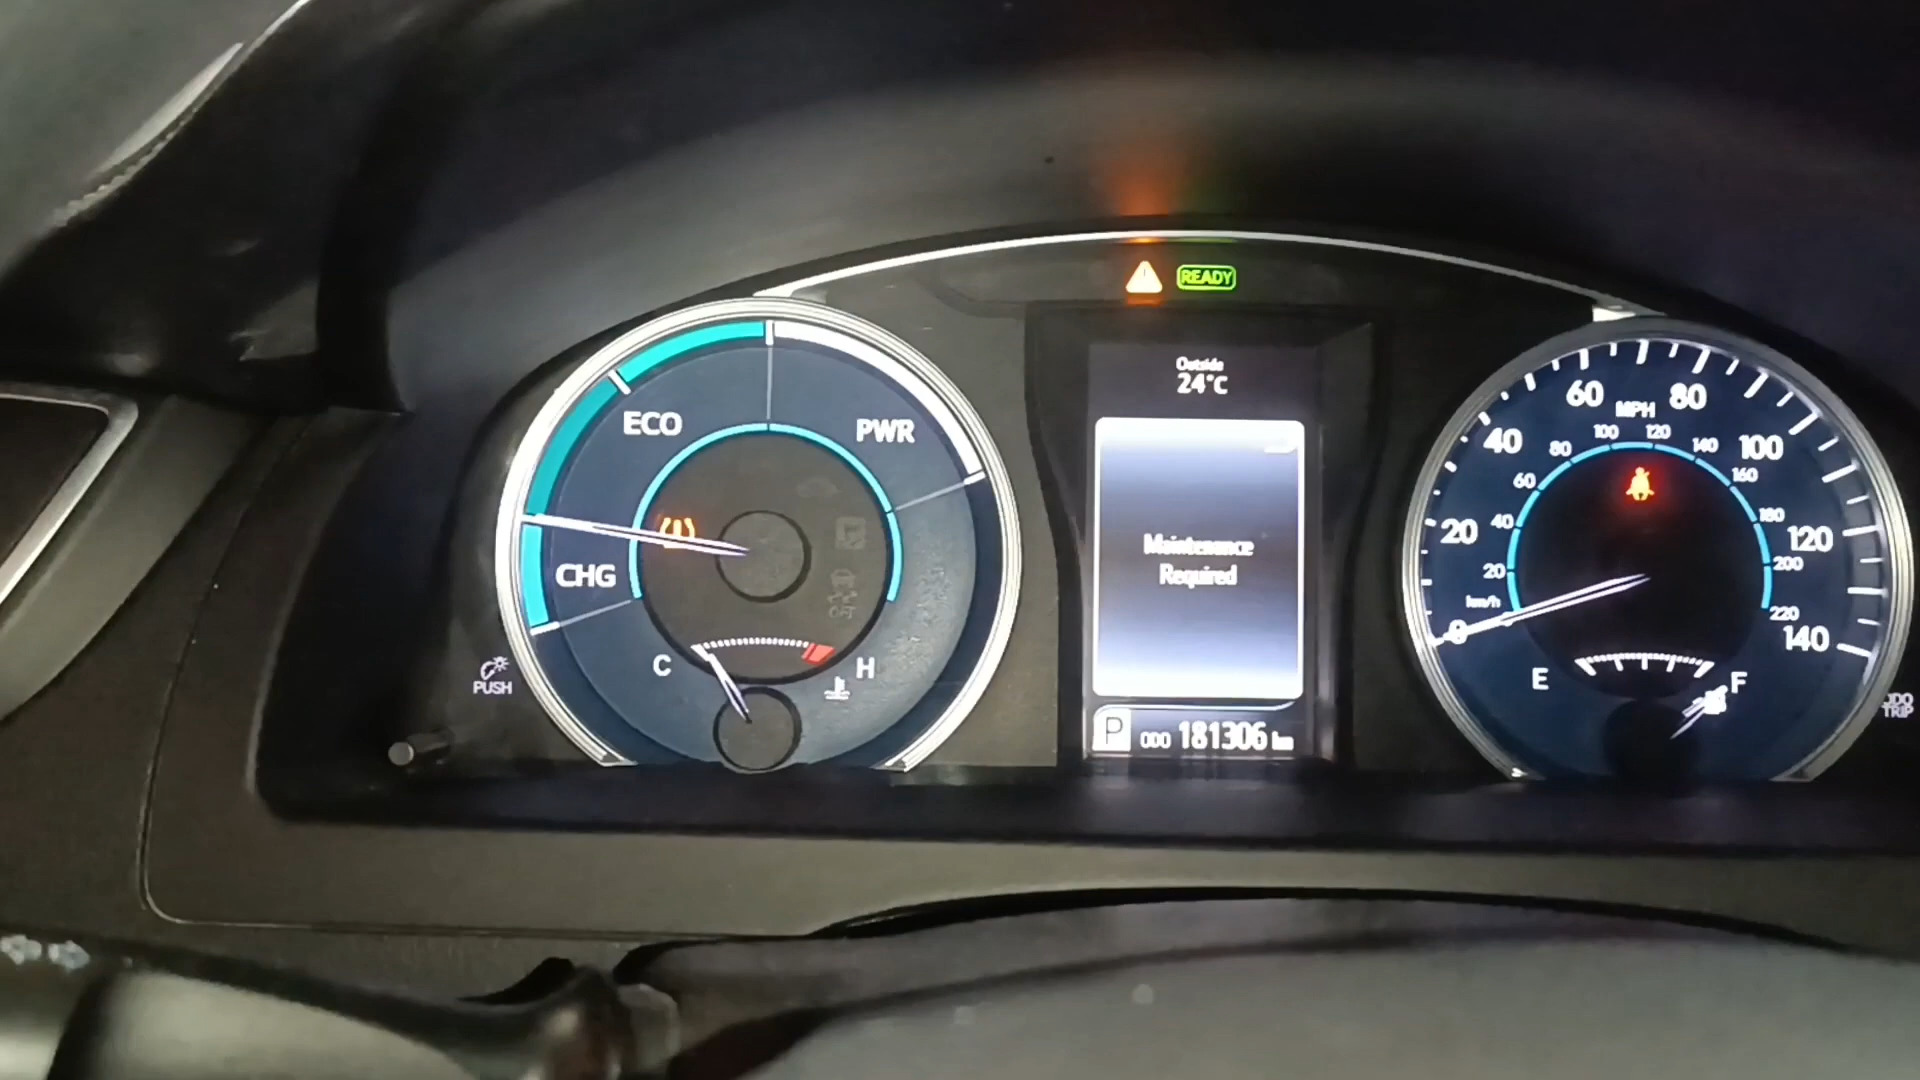 READY
Outside
24°C
ECO
PWR
CHG
C
H
PUSH
Maintenance
Required
P
000 181306 km
MPH
0
20
40
60
80
100
120
140
km/h
20
40
60
80
100
120
140
160
180
200
220
E
F
ODO
TRIP
OFF